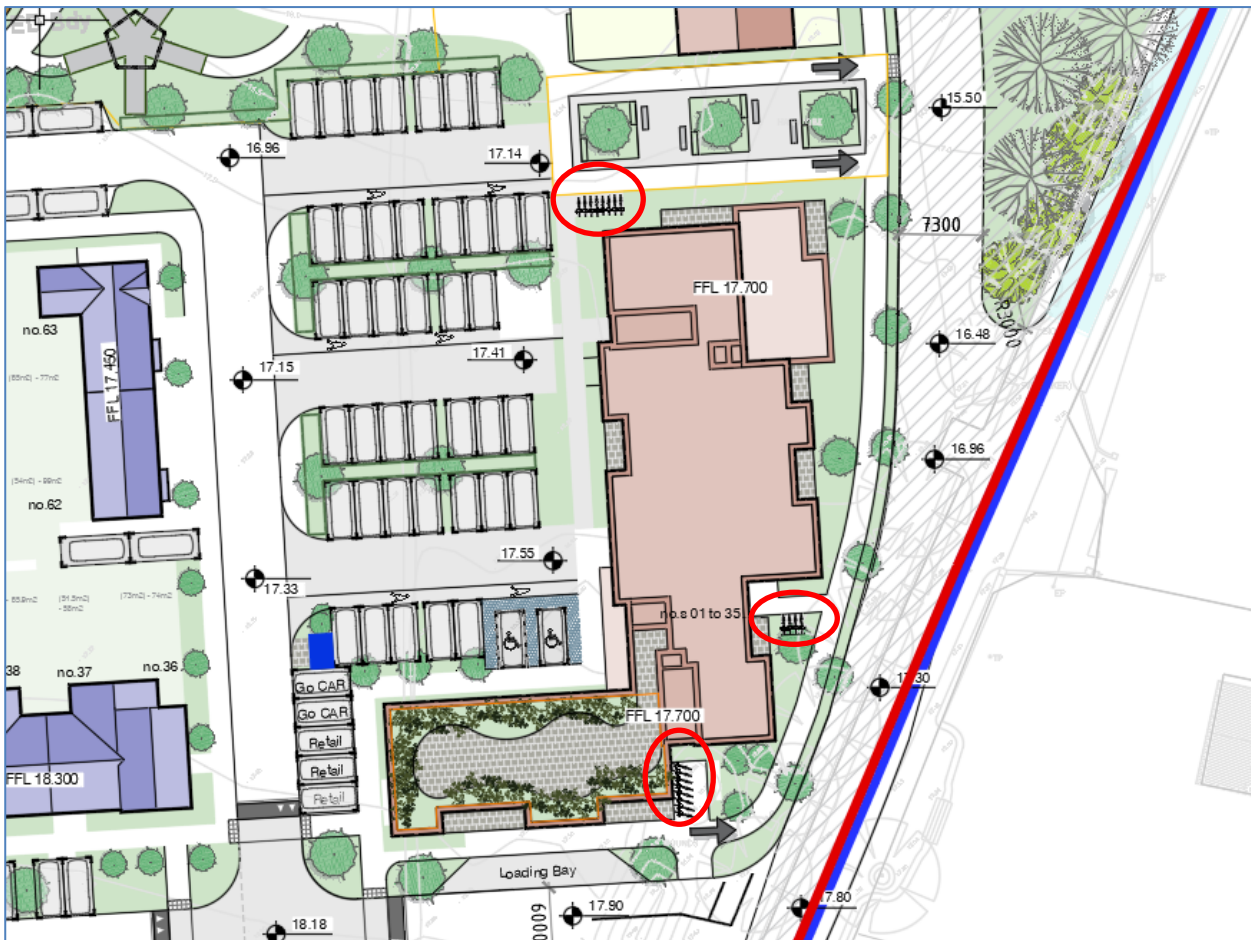 15.50
16.96
17.14
7300
FFL 17.700
no.63
FFL 17.450
R3000
16.48
17.41
17.15
16.96
no.62
17.55
17.33
no.s 01 to 35
38
no.37
no.36
Go CAR
Go CAR
Retail
Retail
Retail
FFL 17.700
FFL 18.300
Loading Bay
6000
17.90
17.80
18.18